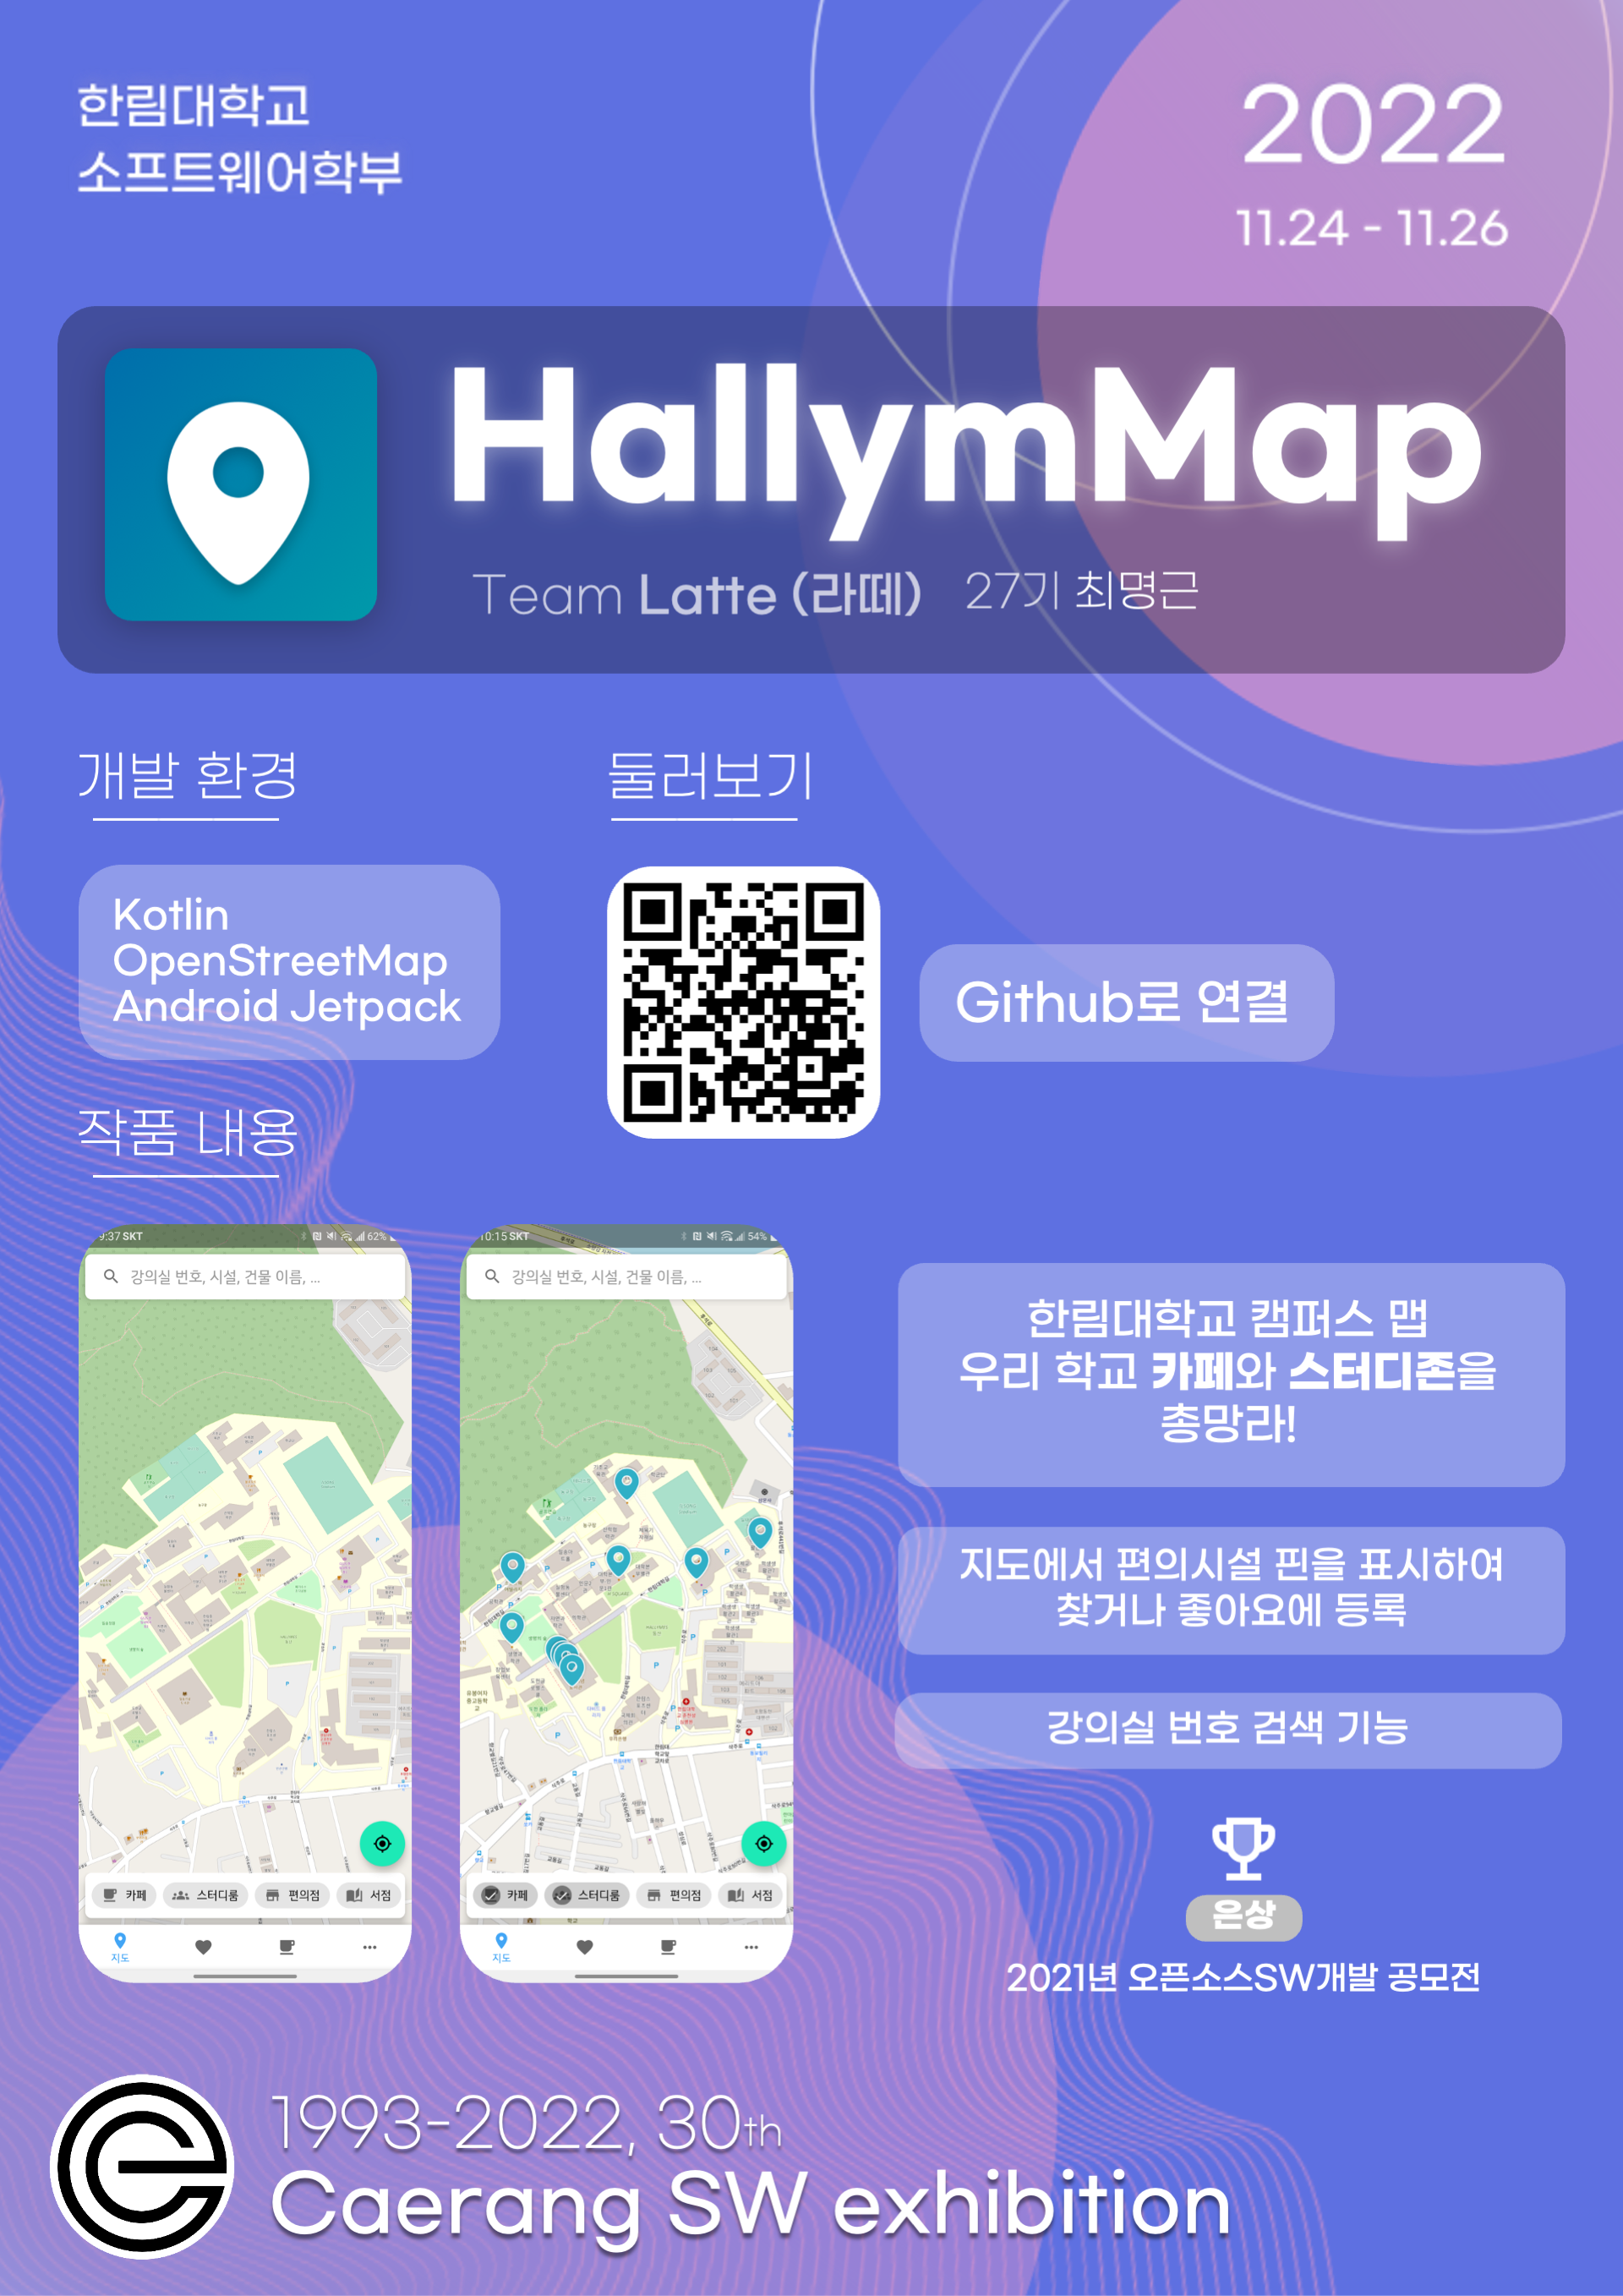 한림대학교
소프트웨어학부
2022
11.24 - 11.26
HallymMap
Team Latte (라떼) 27기 최명근
개발 환경
Kotlin
OpenStreetMap
Android Jetpack
둘러보기
Github로 연결
작품 내용
9:37 SKT 62%
강의실 번호, 시설, 건물 이름, ...
카페 스터디룸 편의점 서점
지도
10:15 SKT 54%
강의실 번호, 시설, 건물 이름, ...
카페 스터디룸 편의점 서점
지도
한림대학교 캠퍼스 맵
우리 학교 카페와 스터디존을
총망라!
지도에서 편의시설 핀을 표시하여
찾거나 좋아요에 등록
강의실 번호 검색 기능
은상
2021년 오픈소스SW개발 공모전
1993-2022, 30th
Caerang SW exhibition